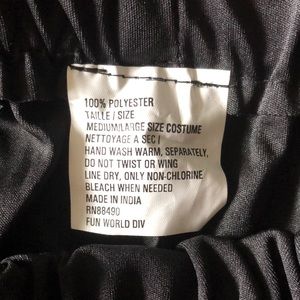 100% POLYESTER
TAILLE / SIZE
MEDIUM/LARGE SIZE COSTUME
NETTOYAGE A SEC I
HAND WASH WARM, SEPARATELY,
DO NOT TWIST OR WING
LINE DRY, ONLY NON-CHLORINE
BLEACH WHEN NEEDED
MADE IN INDIA
RN88490
FUN WORLD DIV